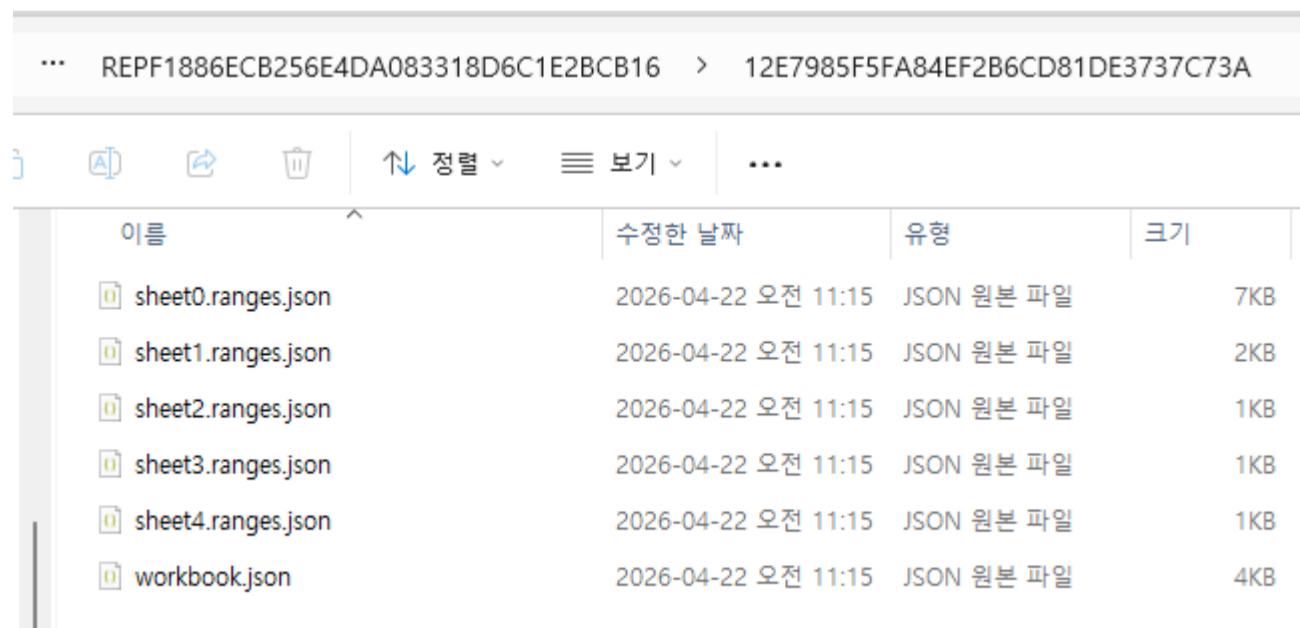 ... REPF1886ECB256E4DA083318D6C1E2BCB16 > 12E7985F5FA84EF2B6CD81DE3737C73A
정렬 보기 ...
이름 수정한 날짜 유형 크기
sheet0.ranges.json 2026-04-22 오전 11:15 JSON 원본 파일 7KB
sheet1.ranges.json 2026-04-22 오전 11:15 JSON 원본 파일 2KB
sheet2.ranges.json 2026-04-22 오전 11:15 JSON 원본 파일 1KB
sheet3.ranges.json 2026-04-22 오전 11:15 JSON 원본 파일 1KB
sheet4.ranges.json 2026-04-22 오전 11:15 JSON 원본 파일 1KB
workbook.json 2026-04-22 오전 11:15 JSON 원본 파일 4KB